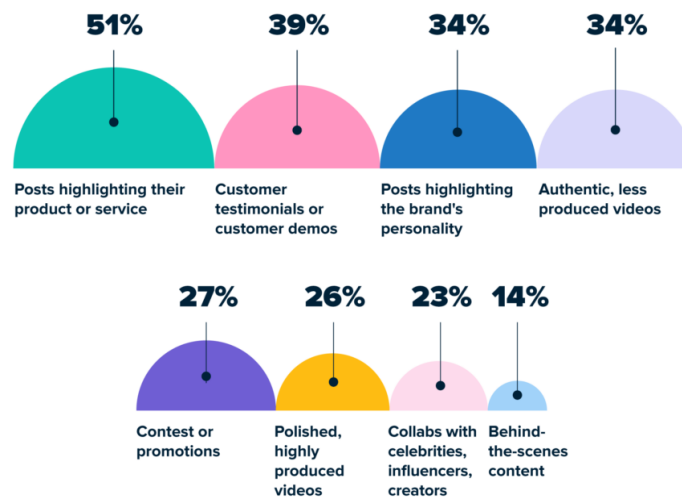 51%
39%
34%
34%
Posts highlighting their
product or service
Customer
testimonials or
customer demos
Posts highlighting
the brand's
personality
Authentic, less
produced videos
27%
26%
23%
14%
Contest or
promotions
Polished,
highly
produced
videos
Collabs with
celebrities,
influencers,
creators
Behind-
the-scenes
content